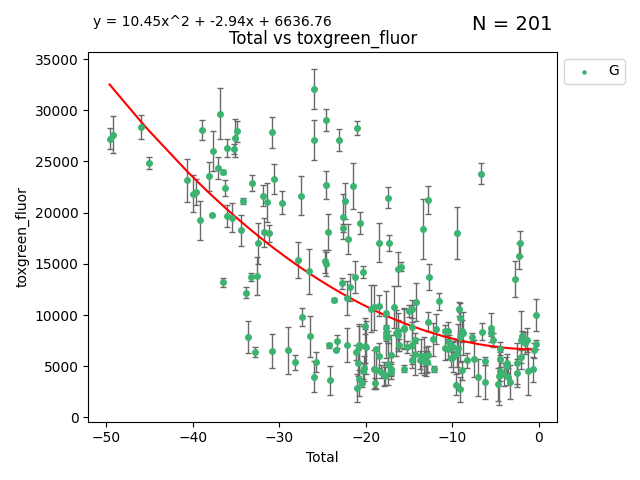 y = 10.45x^2 + -2.94x + 6636.76
N = 201
Total vs toxgreen_fluor
G
toxgreen_fluor
35000
30000
25000
20000
15000
10000
5000
0
−50
−40
−30
−20
−10
0
Total